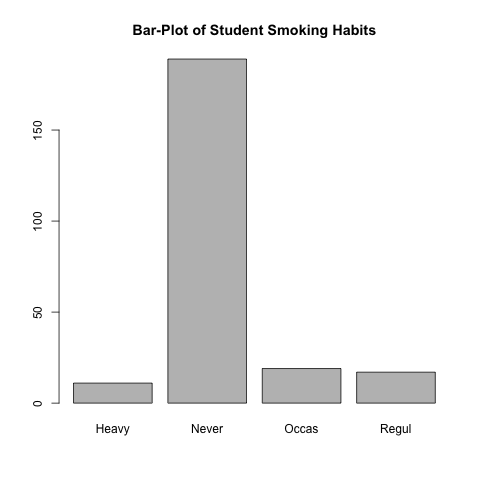 Bar-Plot of Student Smoking Habits
150
100
50
0
Heavy Never Occas Regul